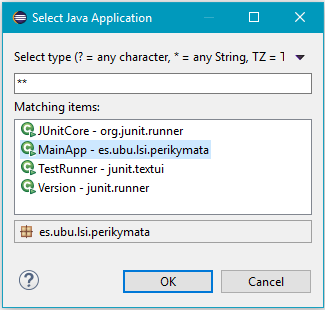 Select Java Application
Select type (? = any character, * = any String, TZ = T
**
Matching items:
JUnitCore - org.junit.runner
MainApp - es.ubu.lsi.perikymata
TestRunner - junit.textui
Version - junit.runner
es.ubu.lsi.perikymata
?
OK
Cancel